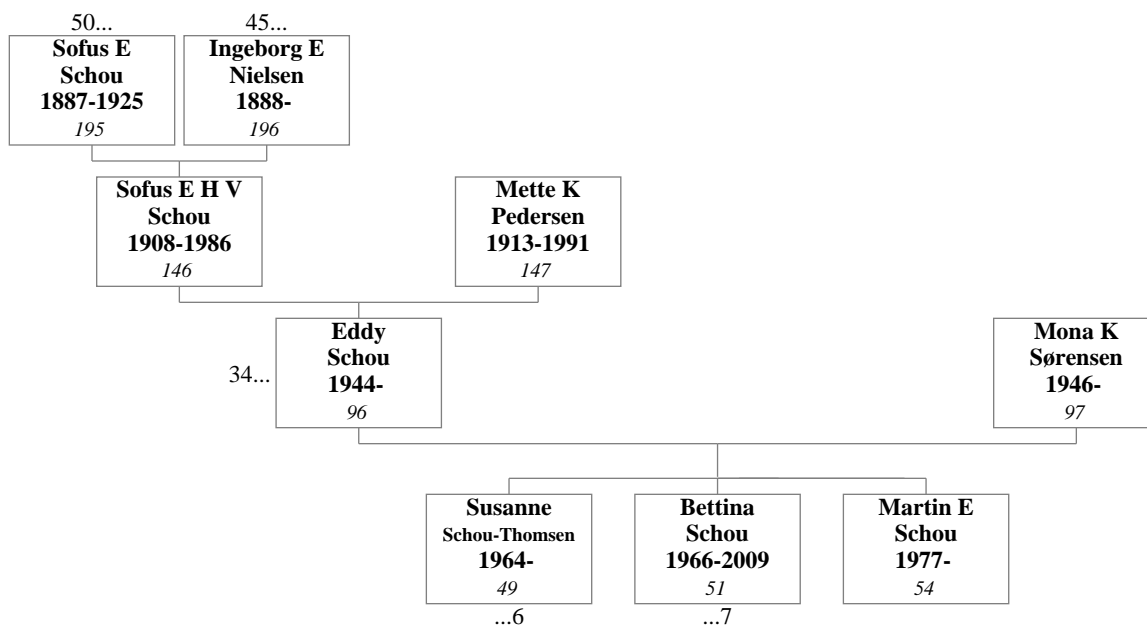 50...
45...
Sofus E
Schou
1887-1925
195
Ingeborg E
Nielsen
1888-
196
Sofus E H V
Schou
1908-1986
146
Mette K
Pedersen
1913-1991
147
34...
Eddy
Schou
1944-
96
Mona K
Sørensen
1946-
97
Susanne
Schou-Thomsen
1964-
49
...6
Bettina
Schou
1966-2009
51
...7
Martin E
Schou
1977-
54